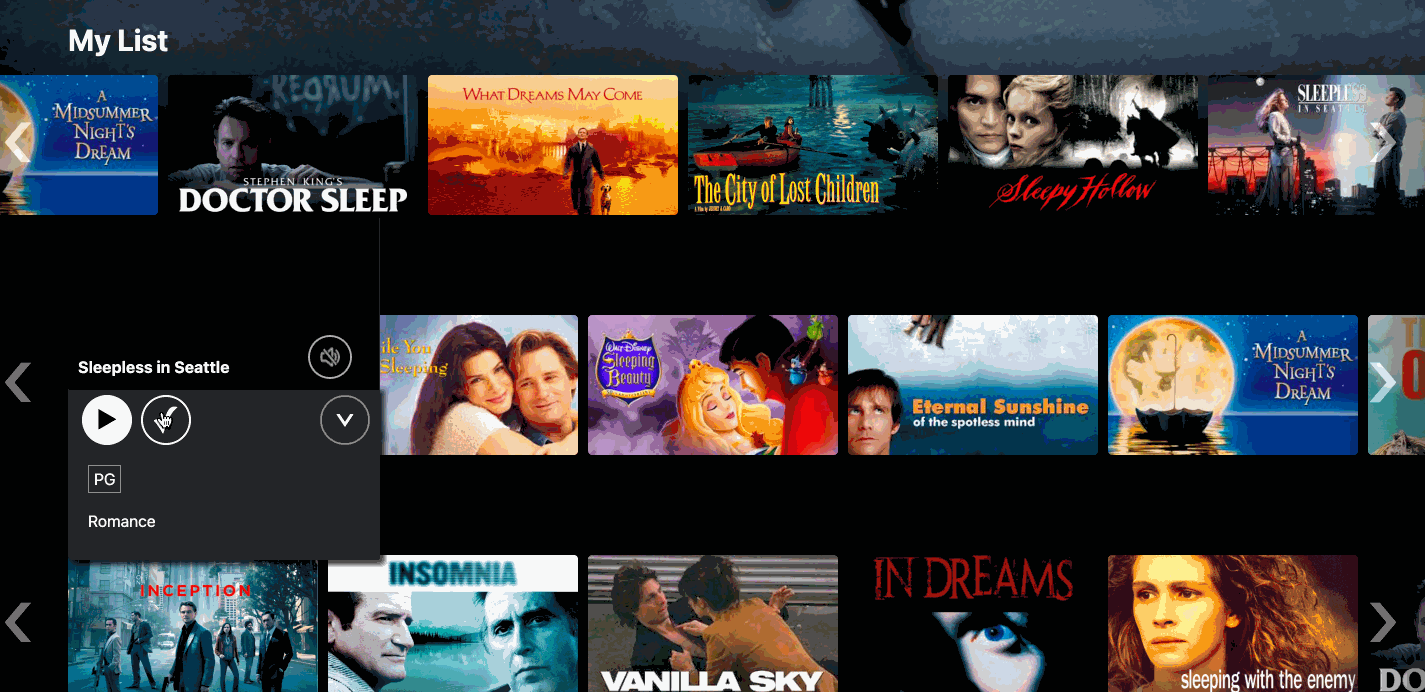 My List
A
MIDSUMMER
NIGHT'S
DREAM
REDRUM
STEPHEN KING'S
DOCTOR SLEEP
WHAT DREAMS MAY COME
The City of Lost Children
Sleepy Hollow
SLEEPLESS
IN SEATTLE
Sleepless in Seattle
PG
Romance
ile You
Sleeping
WALT DISNEY
Sleeping
Beauty
Eternal Sunshine
of the spotless mind
A
MIDSUMMER
NIGHT'S
DREAM
INCEPTION
INSOMNIA
VANILLA SKY
IN DREAMS
sleeping with the enemy
DO